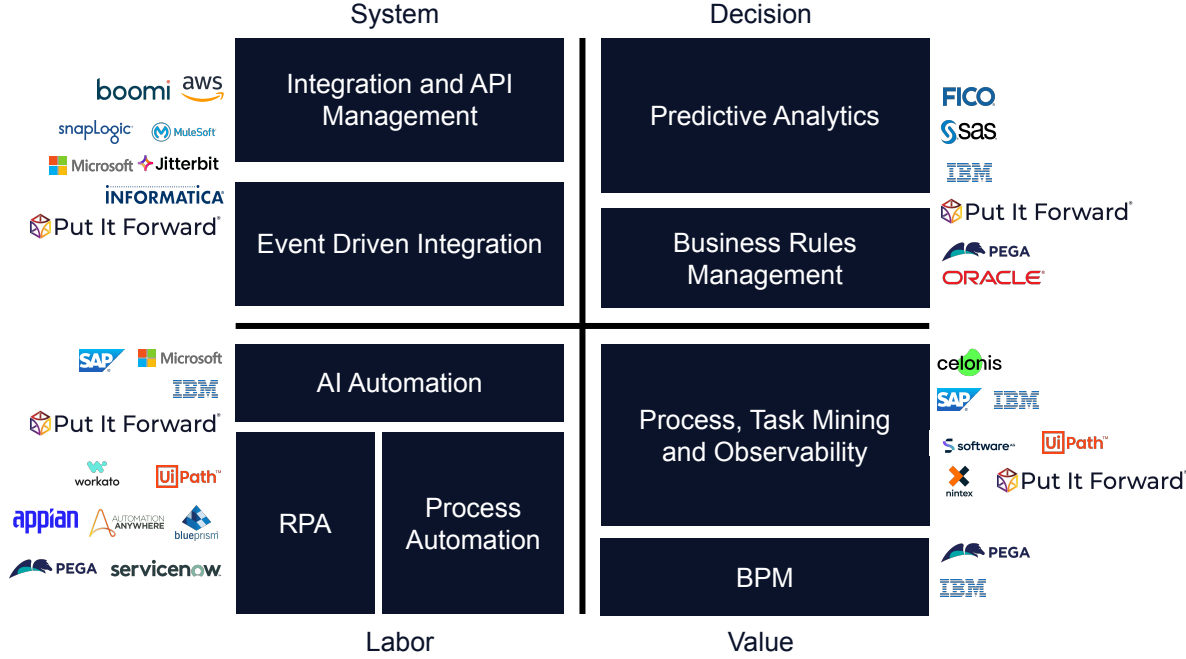 System
Decision
boomi aws
snapLogic MuleSoft
Microsoft Jitterbit
INFORMATICA
Put It Forward
Integration and API
Management
Event Driven Integration
Predictive Analytics
Business Rules
Management
FICO
sas
IBM
Put It Forward
PEGA
ORACLE
SAP Microsoft
IBM
Put It Forward
workato UiPath™
appian AUTOMATION
ANYWHERE blueprism
PEGA servicenow
AI Automation
RPA
Process
Automation
Process, Task Mining
and Observability
BPM
celonis
SAP IBM
software AG UiPath™
nintex Put It Forward
PEGA
IBM
Labor
Value